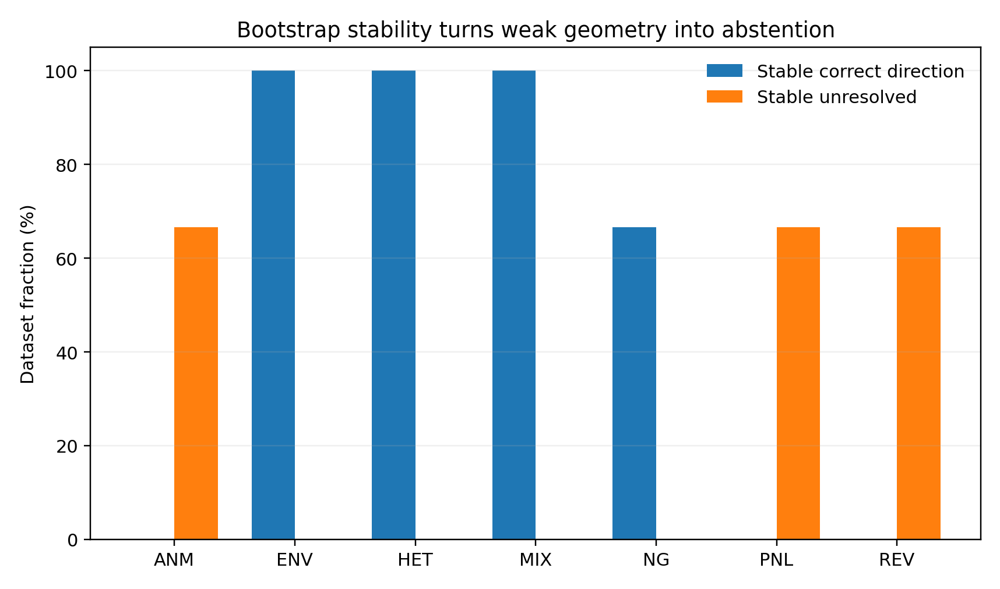 Bootstrap stability turns weak geometry into abstention
Stable correct direction
Stable unresolved
Dataset fraction (%)
100
80
60
40
20
0
ANM ENV HET MIX NG PNL REV